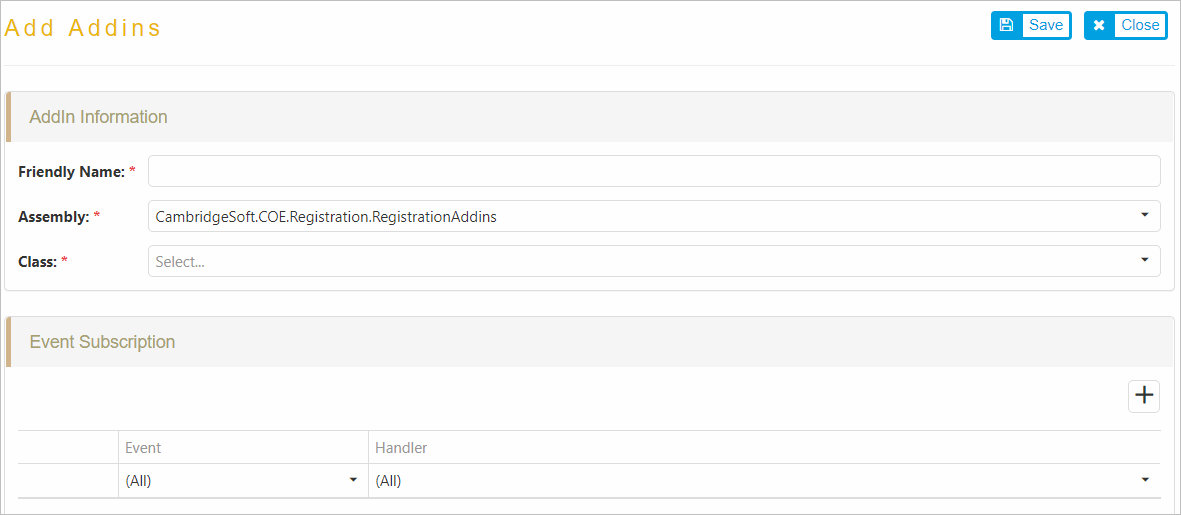 Add Addins
Save
Close
AddIn Information
Friendly Name: *
Assembly: * CambridgeSoft.COE.Registration.RegistrationAddins
Class: * Select...
Event Subscription
Event Handler
(All) (All)